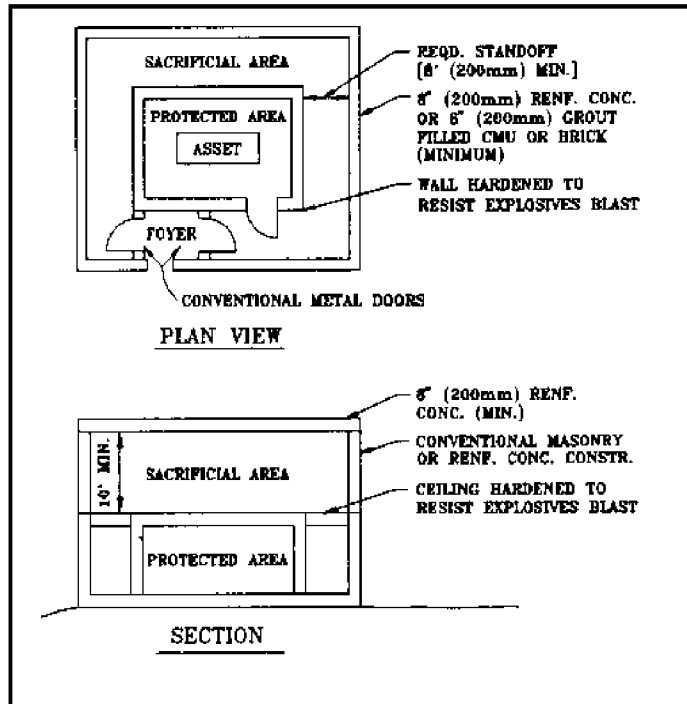 SACRIFICIAL AREA
PROTECTED AREA
ASSET
FOYER
CONVENTIONAL METAL DOORS
REQD. STANDOFF
[8' (200mm) MIN.]
8" (200mm) RENF. CONC.
OR 8" (200mm) GROUT
FILLED CMU OR BRICK
(MINIMUM)
WALL HARDENED TO
RESIST EXPLOSIVES BLAST
PLAN VIEW
8" (200mm) RENF.
CONC. (MIN.)
CONVENTIONAL MASONRY
OR RENF. CONC. CONSTR.
CEILING HARDENED TO
RESIST EXPLOSIVES BLAST
10' MIN.
SACRIFICIAL AREA
PROTECTED AREA
SECTION